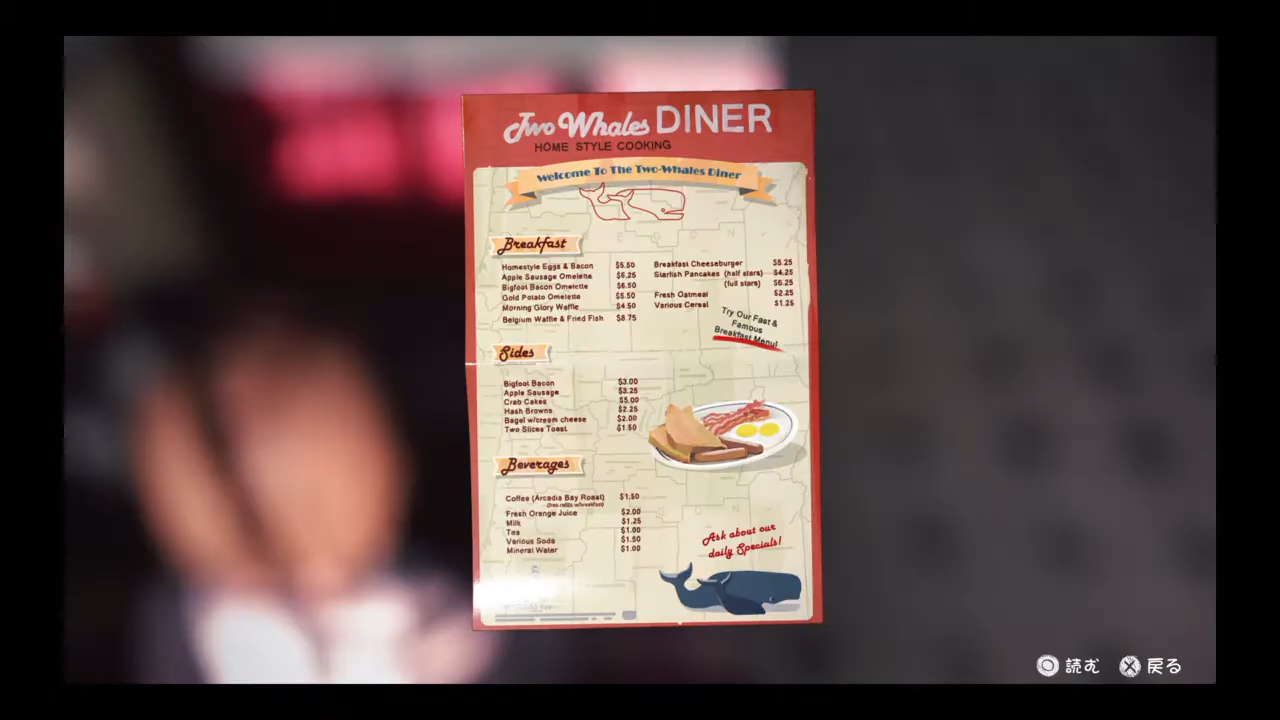 Two Whales DINER
HOME STYLE COOKING
Welcome To The Two-Whales Diner
Breakfast
Homestyle Eggs & Bacon $5.50
Apple Sausage Omelette $6.25
Bigfoot Bacon Omelette $6.50
Gold Potato Omelette $5.50
Morning Glory Waffle $4.50
Belgium Waffle & Fried Fish $8.75
Breakfast Cheeseburger $5.25
Starfish Pancakes (half stars) $4.25
(full stars) $6.25
Fresh Oatmeal $2.25
Various Cereal $1.25
Try Our Fast &
Famous
Breakfast Menu!
Sides
Bigfoot Bacon $3.00
Apple Sausage $3.25
Crab Cakes $5.00
Hash Browns $2.25
Bagel w/cream cheese $2.00
Two Slices Toast $1.50
Beverages
Coffee (Arcadia Bay Roast) $1.50
(free refills w/breakfast)
Fresh Orange Juice $2.00
Milk $1.25
Tea $1.00
Various Soda $1.50
Mineral Water $1.00
Ask about our
daily Specials!
読む 戻る